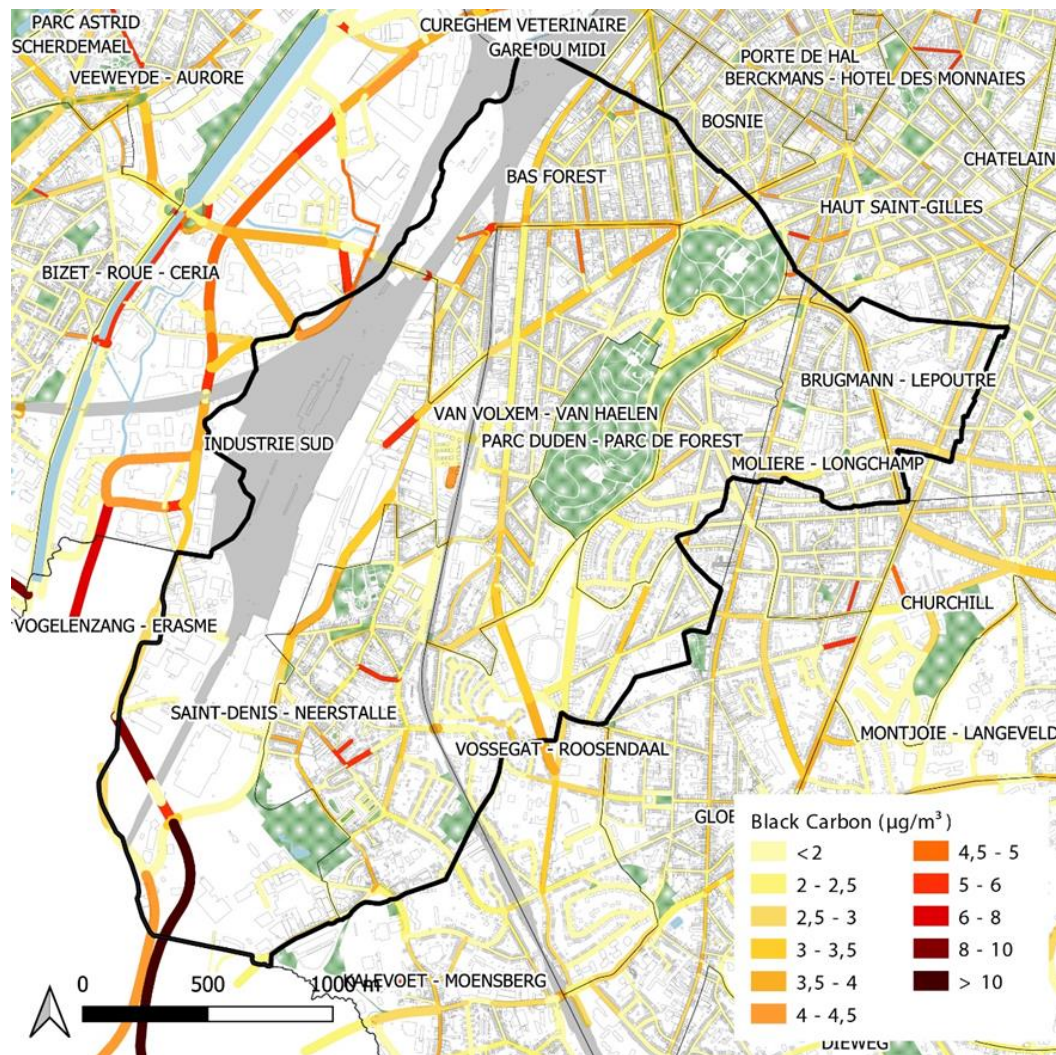 PARC ASTRID
SCHERDEMAEL
CUREGHEM VETERINAIRE
GARE DU MIDI
VEEWEYDE - AURORE
PORTE DE HAL
BERCKMANS - HOTEL DES MONNAIES
BOSNIE
CHATELAIN
BAS FOREST
HAUT SAINT-GILLES
BIZET - ROUE - CERIA
BRUGMANN - LEPOUTRE
VAN VOLXEM - VAN HAELEN
INDUSTRIE SUD
PARC DUDEN - PARC DE FOREST
MOLIERE - LONGCHAMP
CHURCHILL
VOGELENZANG - ERASME
SAINT-DENIS - NEERSTALLE
MONTJOIE - LANGEVELD
VOSSEGAT - ROOSENDAAL
GLOB
Black Carbon (µg/m³)
<2
2 - 2,5
2,5 - 3
3 - 3,5
3,5 - 4
4 - 4,5
4,5 - 5
5 - 6
6 - 8
8 - 10
> 10
0 500 1000 m
KALEVOET - MOENSBERG
DIEWEG